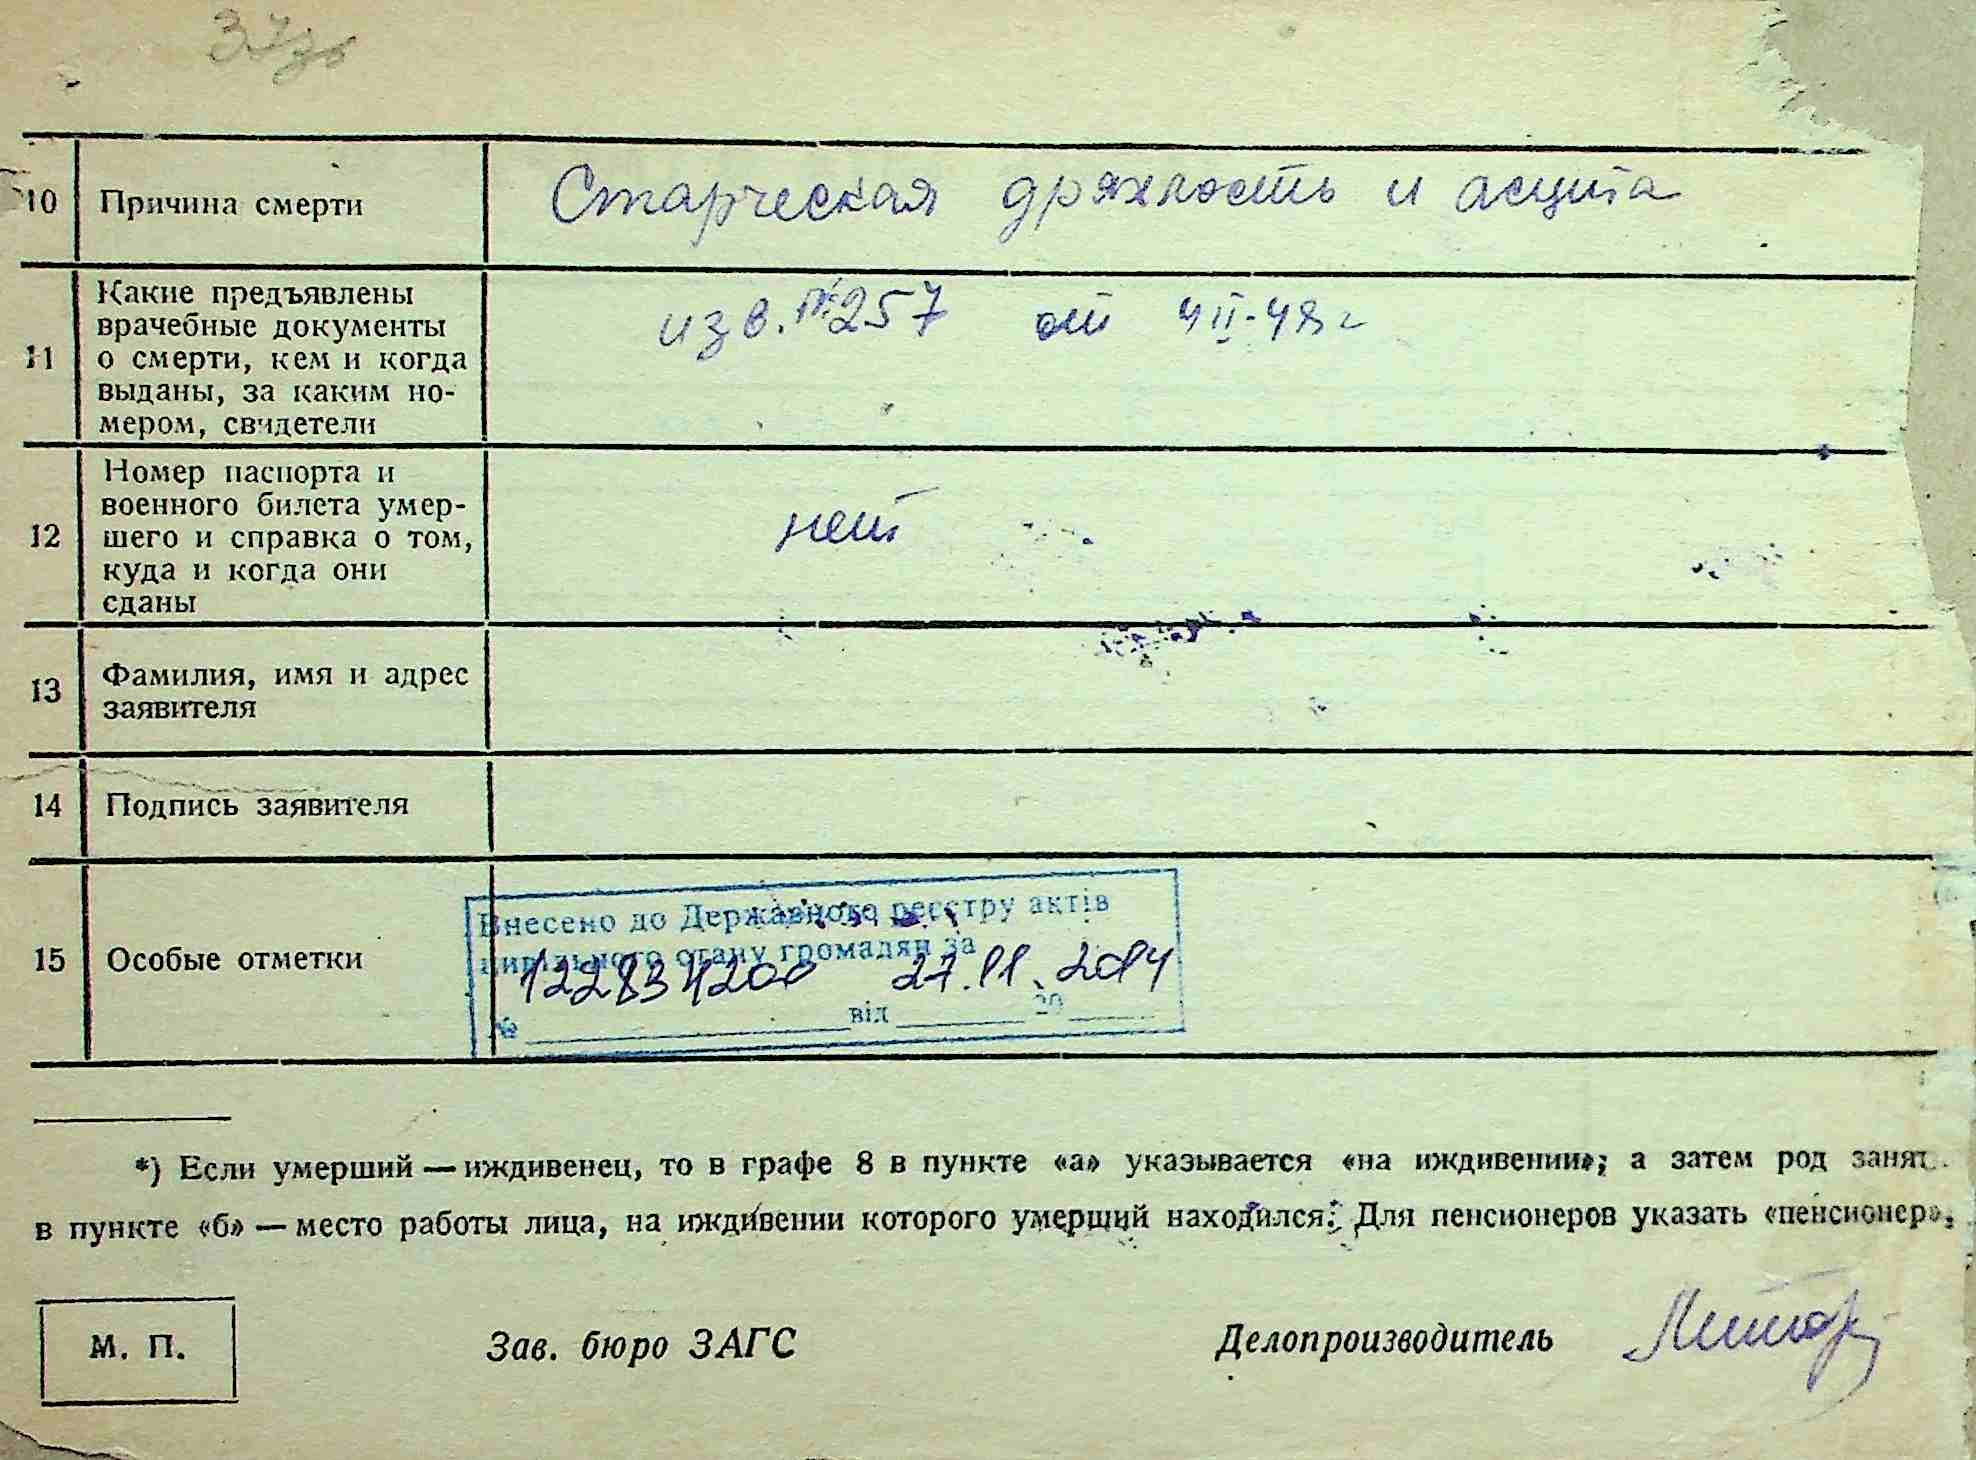 10 Причина смерти Старческая дряхлость и асцита
11 Какие предъявлены
врачебные документы
о смерти, кем и когда
выданы, за каким но-
мером, свидетели
изв. № 257 от 4 II-48 г
12 Номер паспорта и
военного билета умер-
шего и справка о том,
куда и когда они
сданы
нет
13 Фамилия, имя и адрес
заявителя
14 Подпись заявителя
15 Особые отметки
Внесено до Державного реєстру актів
цивільного стану громадян за
27.11.2014
№ від 20
*) Если умерший — иждивенец, то в графе 8 в пункте «а» указывается «на иждивении»; а затем род занят
в пункте «б» — место работы лица, на иждивении которого умерший находился. Для пенсионеров указать «пенсионер».
М. П. Зав. бюро ЗАГС Делопроизводитель